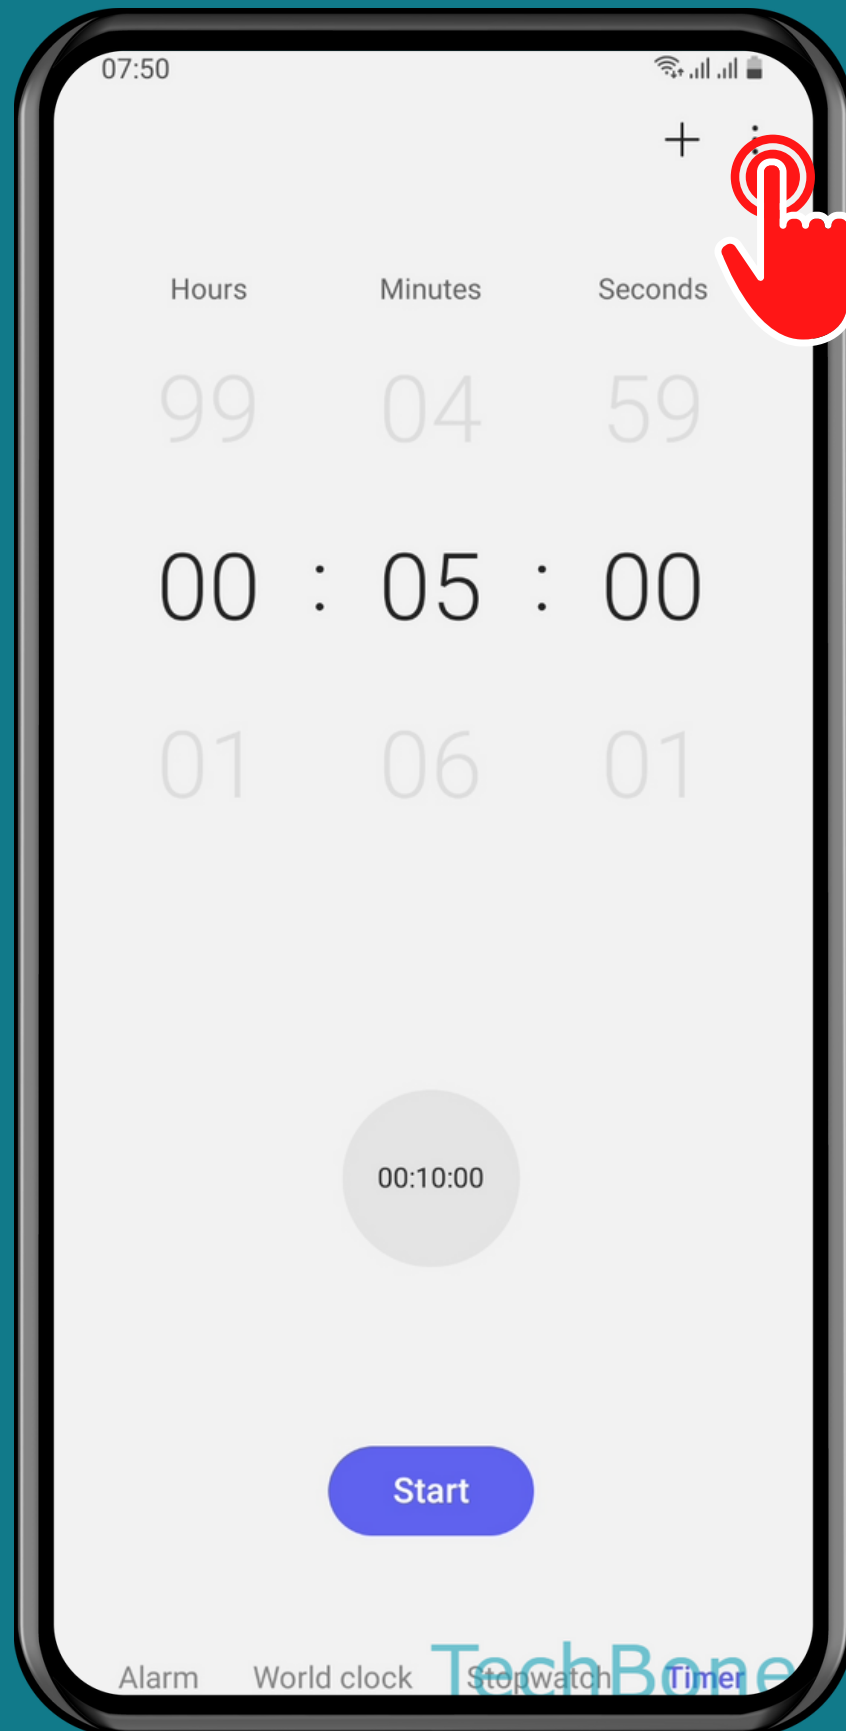 07:50
Hours Minutes Seconds
99 04 59
00 : 05 : 00
01 06 01
00:10:00
Start
Alarm World clock Stopwatch Timer
TechBone